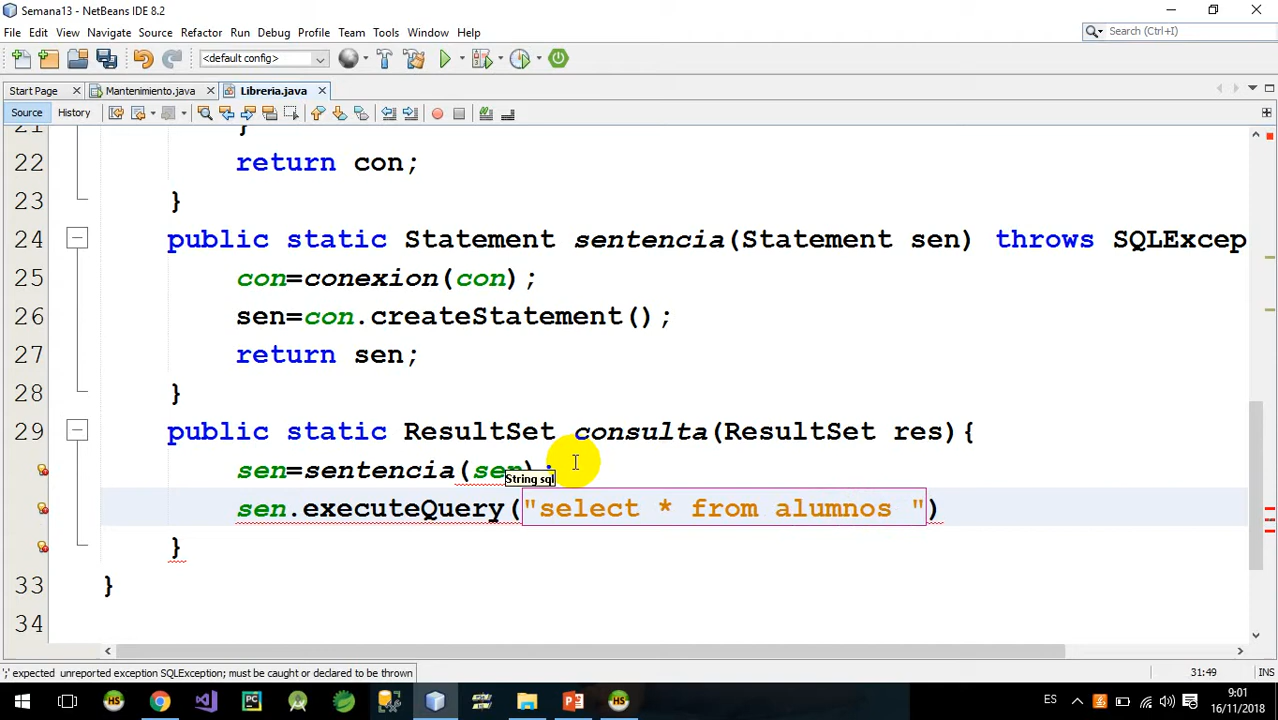 Semana13 - NetBeans IDE 8.2
File Edit View Navigate Source Refactor Run Debug Profile Team Tools Window Help
Search (Ctrl+I)
<default config>
Start Page Mantenimiento.java Libreria.java
Source History
21 }
22 return con;
23 }
24 public static Statement sentencia(Statement sen) throws SQLExcep
25 con=conexion(con);
26 sen=con.createStatement();
27 return sen;
28 }
29 public static ResultSet consulta(ResultSet res){
sen=sentencia(sen);
String sql
sen.executeQuery("select * from alumnos ")
}
33 }
34
';' expected unreported exception SQLException; must be caught or declared to be thrown
31:49 INS
ES
9:01
16/11/2018